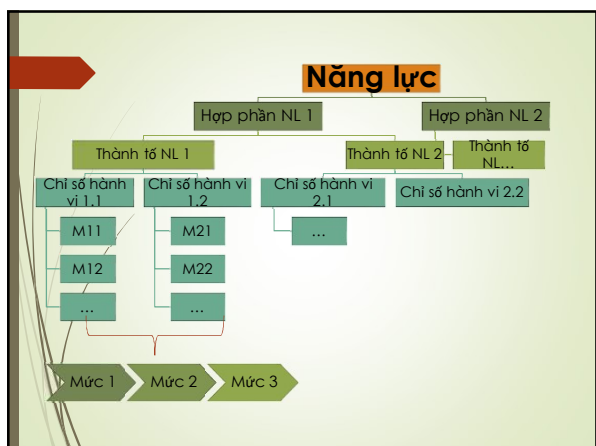 Năng lực
Hợp phần NL 1
Hợp phần NL 2
Thành tố NL 1
Thành tố NL 2
Thành tố
NL...
Chỉ số hành
vi 1.1
Chỉ số hành vi
1.2
Chỉ số hành vi
2.1
Chỉ số hành vi 2.2
M11
M21
...
M12
M22
...
...
Mức 1
Mức 2
Mức 3